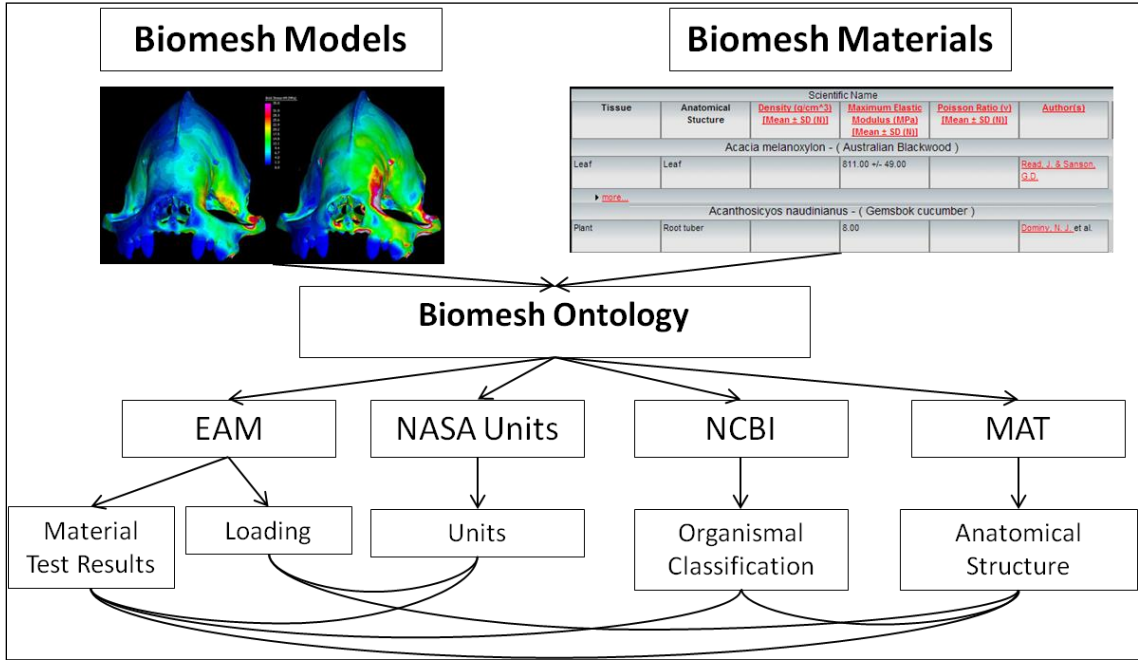 Biomesh Models
Biomesh Materials
Scientific Name
Tissue
Anatomical
Stucture
Density (g/cm^3)
[Mean ± SD (N)]
Maximum Elastic
Modulus (MPa)
[Mean ± SD (N)]
Poisson Ratio (v)
[Mean ± SD (N)]
Author(s)
Acacia melanoxylon - ( Australian Blackwood )
Leaf
Leaf
811.00 +/- 49.00
Read, J. & Sanson,
G.D.
more...
Acanthosicyos naudinianus - ( Gemsbok cucumber )
Plant
Root tuber
8.00
Dominy, N. J. et al.
Biomesh Ontology
EAM
NASA Units
NCBI
MAT
Material
Test Results
Loading
Units
Organismal
Classification
Anatomical
Structure